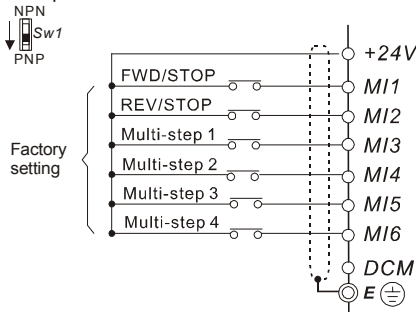 NPN
Sw1
PNP
+24V
FWD/STOP
MI1
REV/STOP
MI2
Multi-step 1
MI3
Factory
setting
Multi-step 2
MI4
Multi-step 3
MI5
Multi-step 4
MI6
DCM
E